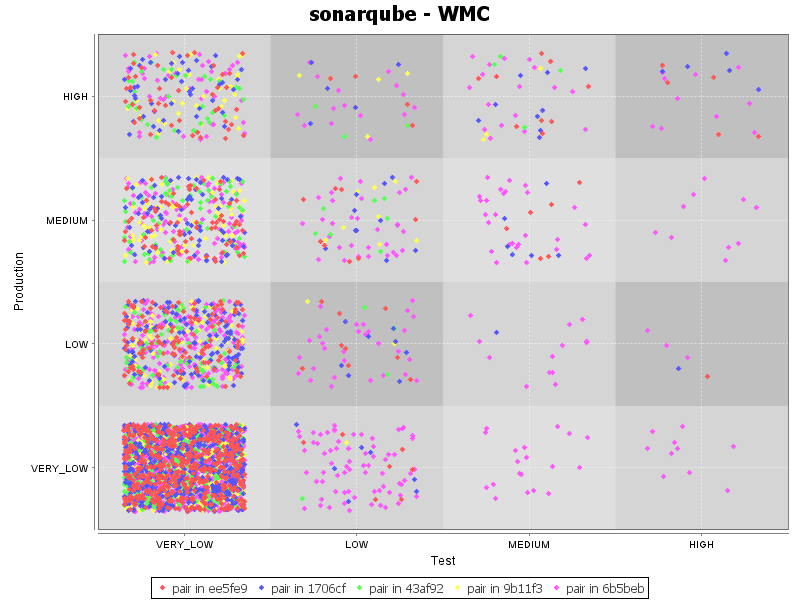 sonarqube - WMC
Production
HIGH
MEDIUM
LOW
VERY_LOW
VERY_LOW LOW MEDIUM HIGH
Test
pair in ee5fe9 pair in 1706cf pair in 43af92 pair in 9b11f3 pair in 6b5beb